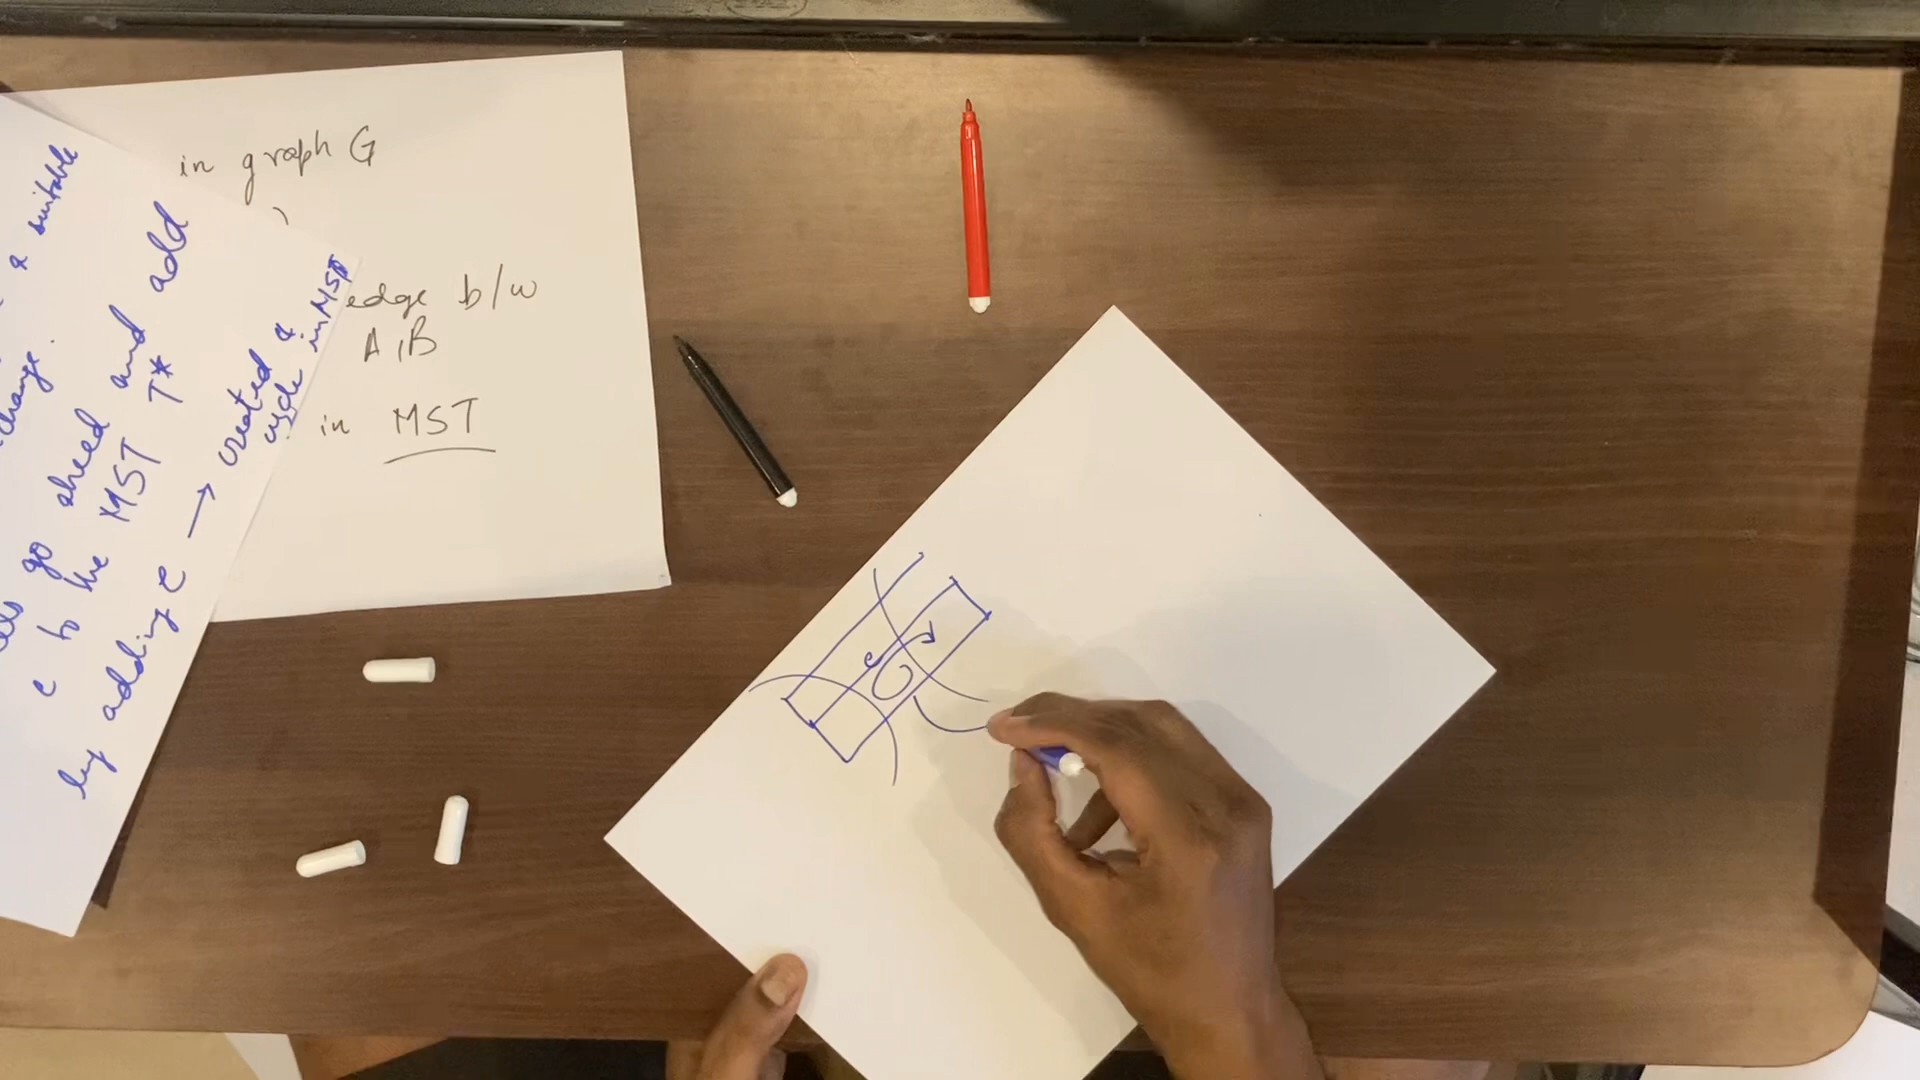 a suitable
change.
go ahead and add
e to the MST T*
by adding e → created a
cycle in MST
in graph G
edge b/w
A, B
in MST
e